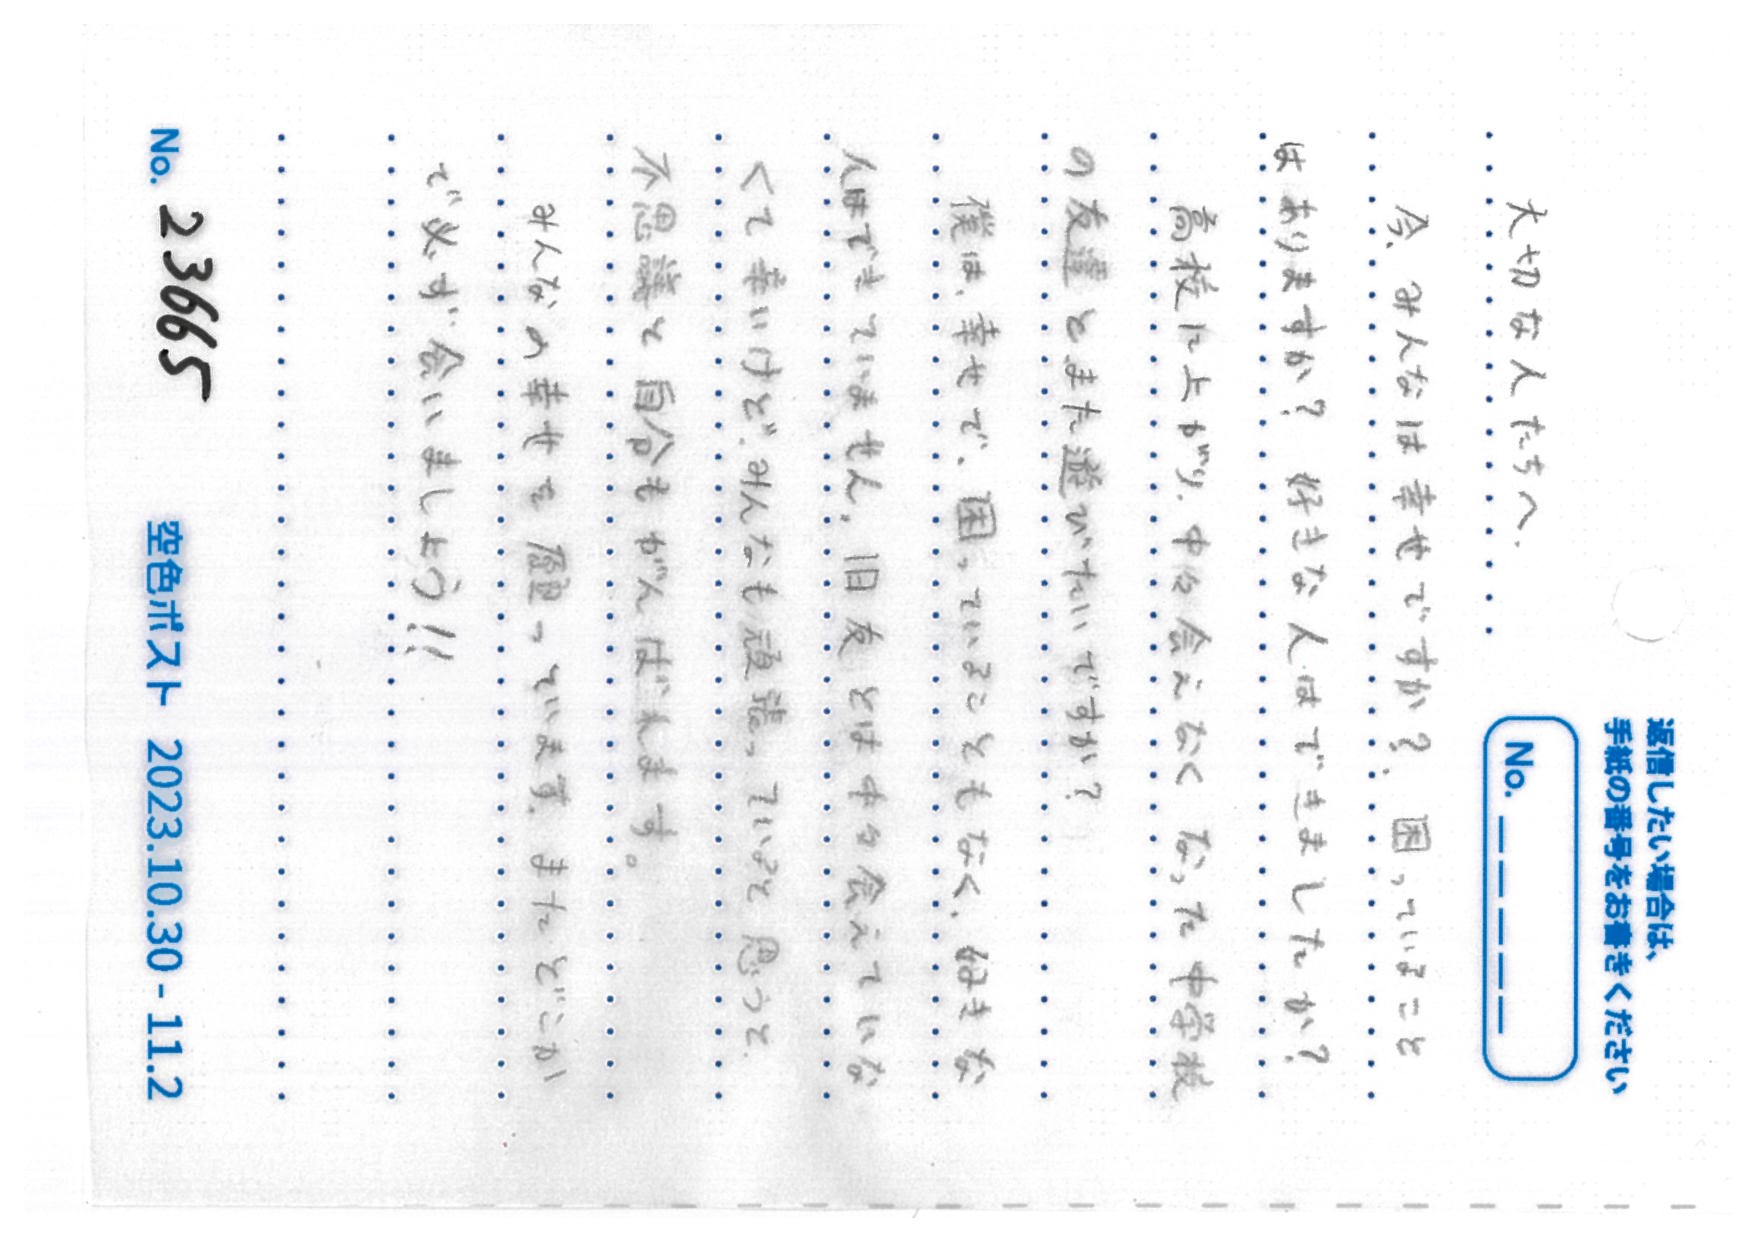 返信したい場合は、
手紙の番号をお書きください
No. _ _ _ _ _
大切な人たちへ.
今、みんなは幸せですか？、困っていること
はありますか？ 好きな人はできましたか？
高校に上がり、中々会えなくなった中学校
の友達とまた遊びたいですか？
僕は、幸せで、困っていることもなく、好きな
人はできていません。旧友とは中々会えていな
くて辛いけど、みんなも頑張っていると思うと、
不思議と自分もがんばれます。
みんなの幸せを願っています。またどこか
で必ず会いましょう!!
No. 23665
空色ポスト 2023.10.30 - 11.2